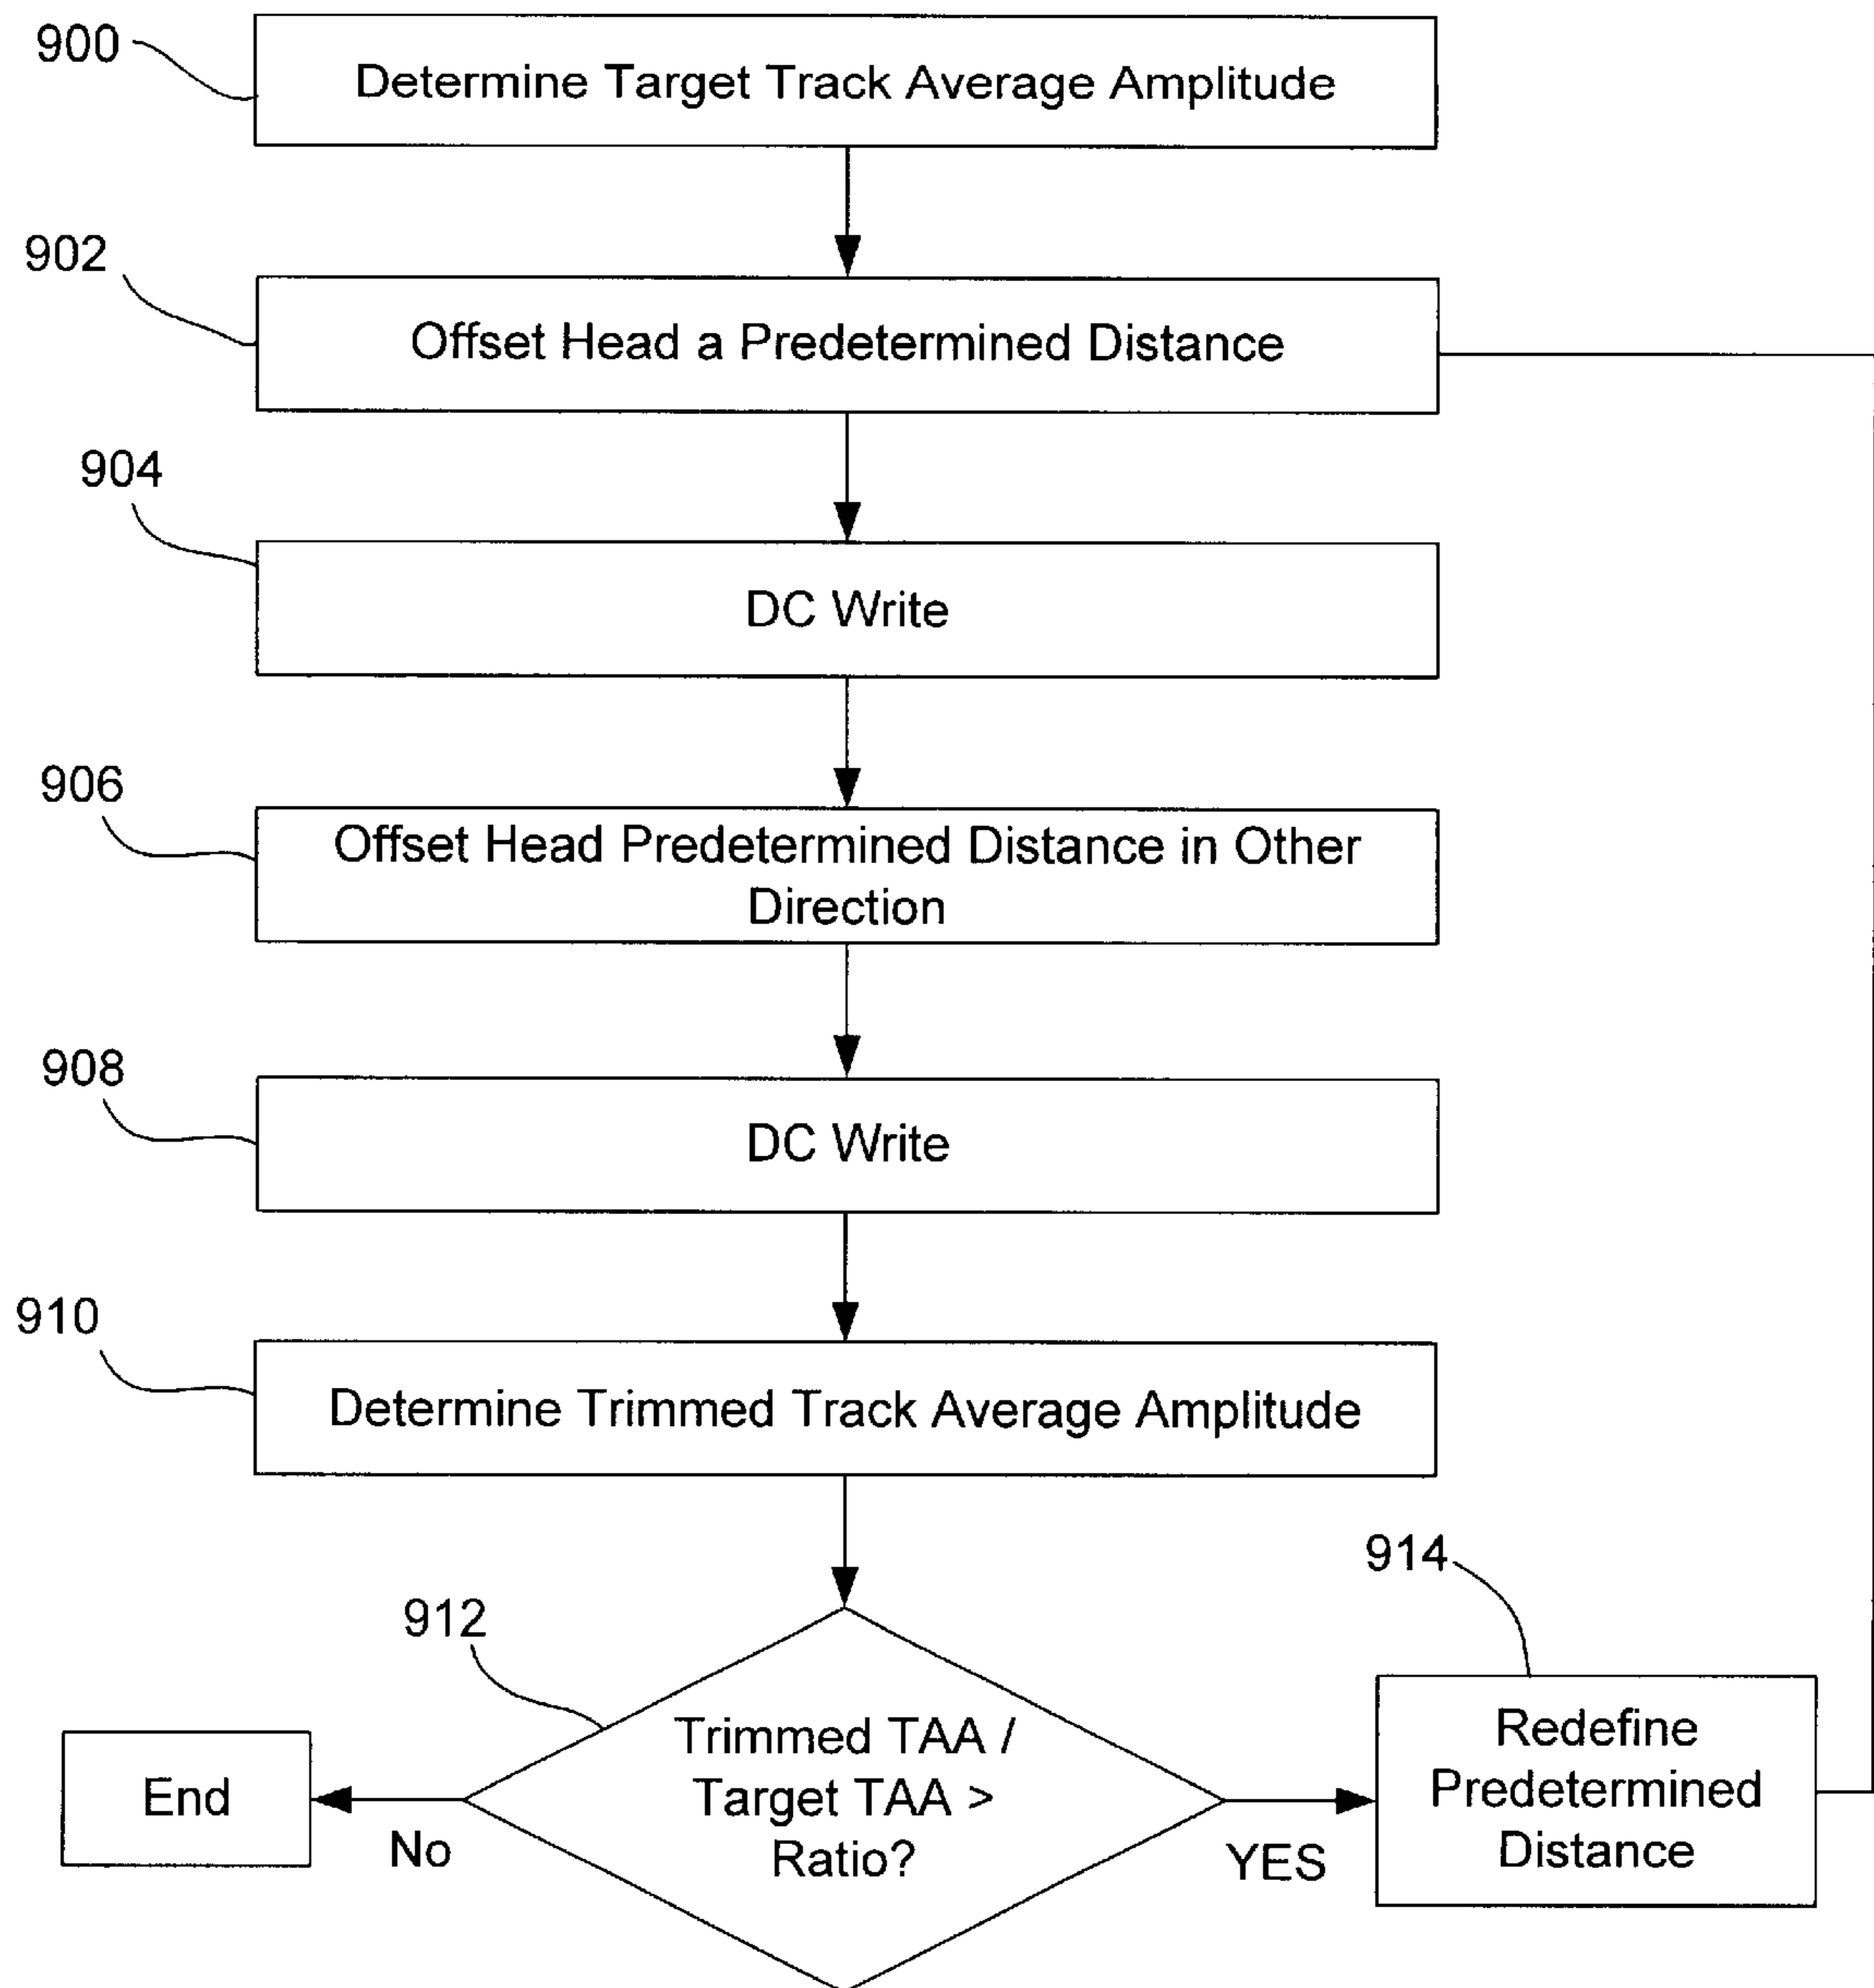 900
Determine Target Track Average Amplitude
902
Offset Head a Predetermined Distance
904
DC Write
906
Offset Head Predetermined Distance in Other
Direction
908
DC Write
910
Determine Trimmed Track Average Amplitude
912
Trimmed TAA /
Target TAA >
Ratio?
No
End
YES
914
Redefine
Predetermined
Distance